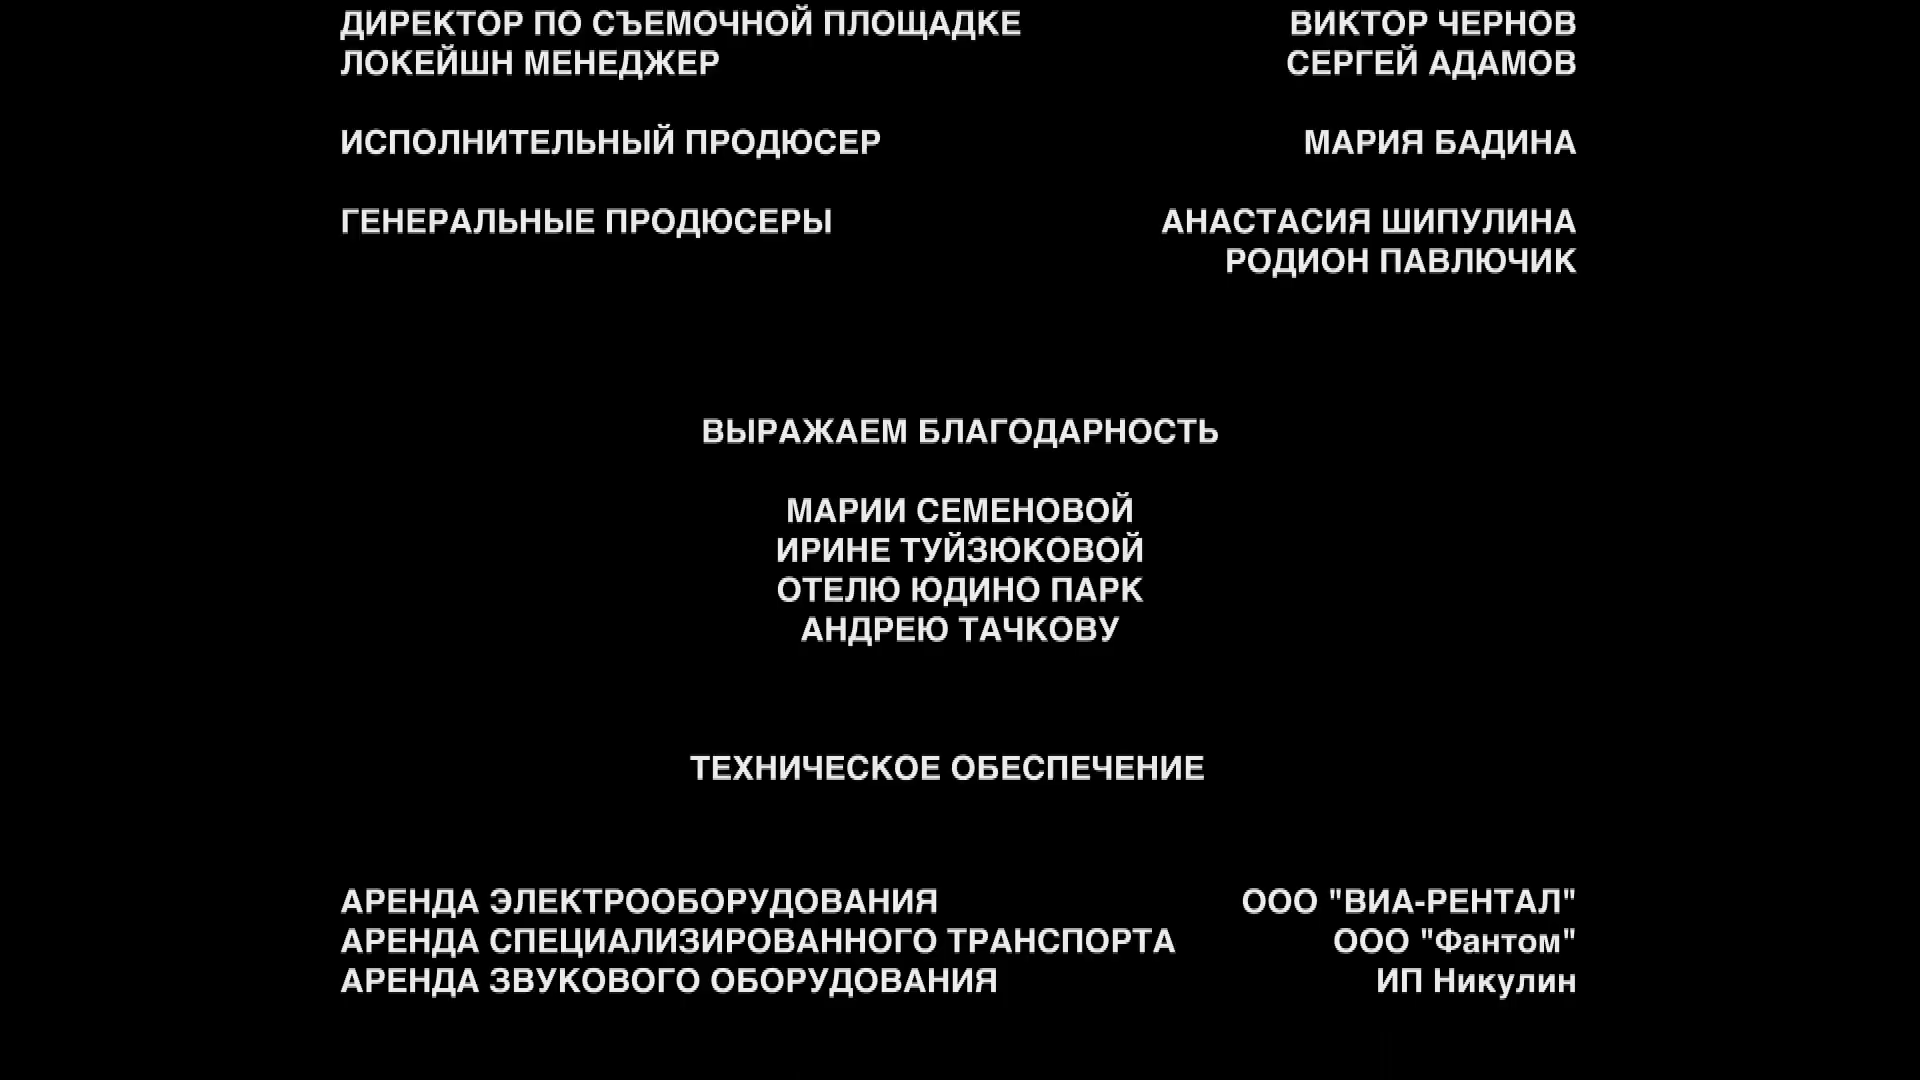 ДИРЕКТОР ПО СЪЕМОЧНОЙ ПЛОЩАДКЕ ВИКТОР ЧЕРНОВ
ЛОКЕЙШН МЕНЕДЖЕР СЕРГЕЙ АДАМОВ
ИСПОЛНИТЕЛЬНЫЙ ПРОДЮСЕР МАРИЯ БАДИНА
ГЕНЕРАЛЬНЫЕ ПРОДЮСЕРЫ АНАСТАСИЯ ШИПУЛИНА
РОДИОН ПАВЛЮЧИК
ВЫРАЖАЕМ БЛАГОДАРНОСТЬ
МАРИИ СЕМЕНОВОЙ
ИРИНЕ ТУЙЗЮКОВОЙ
ОТЕЛЮ ЮДИНО ПАРК
АНДРЕЮ ТАЧКОВУ
ТЕХНИЧЕСКОЕ ОБЕСПЕЧЕНИЕ
АРЕНДА ЭЛЕКТРООБОРУДОВАНИЯ ООО "ВИА-РЕНТАЛ"
АРЕНДА СПЕЦИАЛИЗИРОВАННОГО ТРАНСПОРТА ООО "Фантом"
АРЕНДА ЗВУКОВОГО ОБОРУДОВАНИЯ ИП Никулин